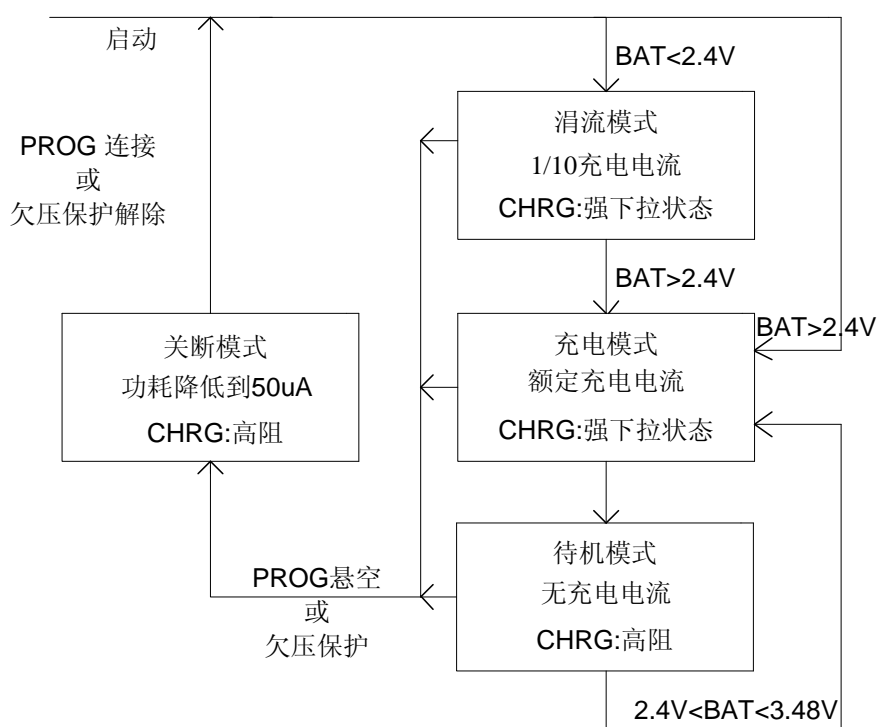 启动
BAT<2.4V
涓流模式
1/10充电电流
CHRG:强下拉状态
PROG 连接
或
欠压保护解除
BAT>2.4V
BAT>2.4V
关断模式
功耗降低到50uA
CHRG:高阻
充电模式
额定充电电流
CHRG:强下拉状态
待机模式
无充电电流
CHRG:高阻
PROG悬空
或
欠压保护
2.4V<BAT<3.48V